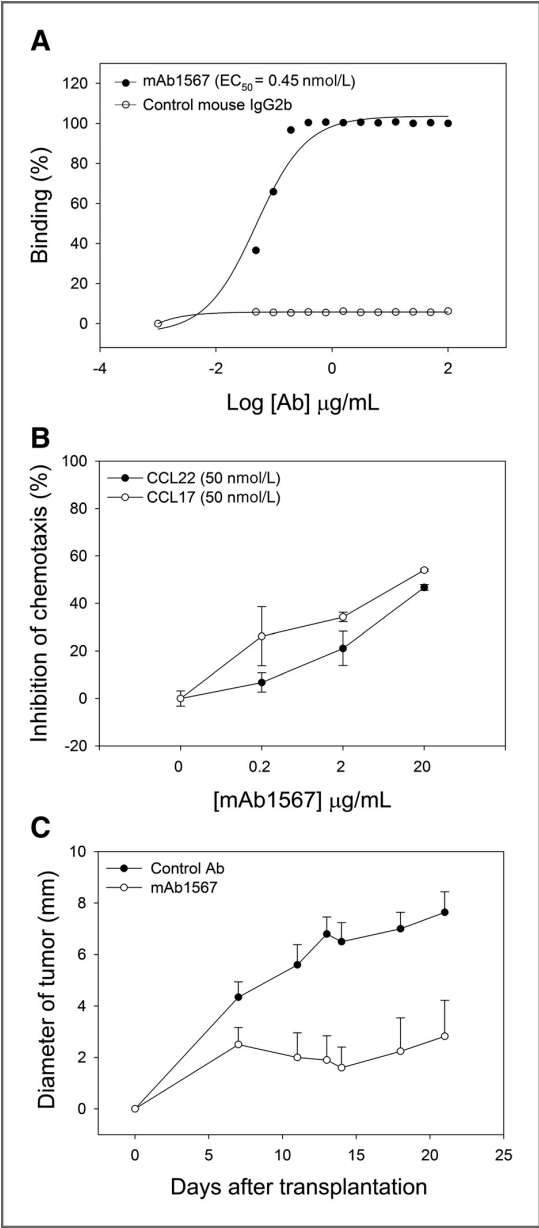 A
120
100
80
60
40
20
0
Binding (%)
mAb1567 (EC50 = 0.45 nmol/L)
Control mouse IgG2b
-4 -2 0 2
Log [Ab] μg/mL
B
100
80
60
40
20
0
-20
Inhibition of chemotaxis (%)
CCL22 (50 nmol/L)
CCL17 (50 nmol/L)
0 0.2 2 20
[mAb1567] μg/mL
C
10
8
6
4
2
0
Diameter of tumor (mm)
Control Ab
mAb1567
0 5 10 15 20 25
Days after transplantation